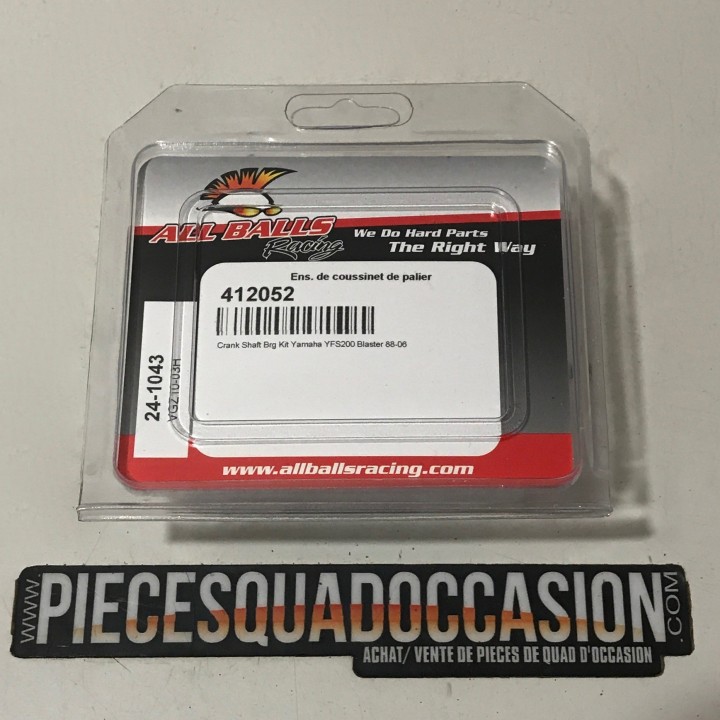 ALL BALLS
Racing
We Do Hard Parts
The Right Way
Ens. de coussinet de palier
412052
Crank Shaft Brg Kit Yamaha YFS200 Blaster 88-06
24-1043
VGZ10-03H
www.allballsracing.com
WWW.PIECESQUADOCCASION.COM
ACHAT/ VENTE DE PIECES DE QUAD D'OCCASION